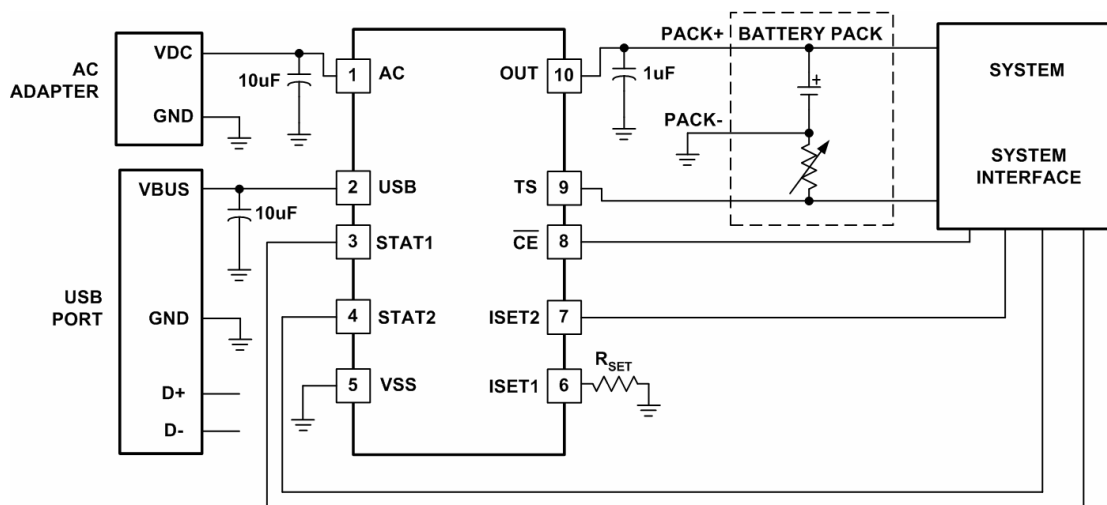 AC ADAPTER
VDC
GND
10uF
1
AC
OUT
10
1uF
PACK+
BATTERY PACK
+
PACK-
SYSTEM
SYSTEM INTERFACE
USB PORT
VBUS
GND
D+
D-
10uF
2
USB
TS
9
3
STAT1
CE
8
4
STAT2
ISET2
7
5
VSS
ISET1
6
RSET